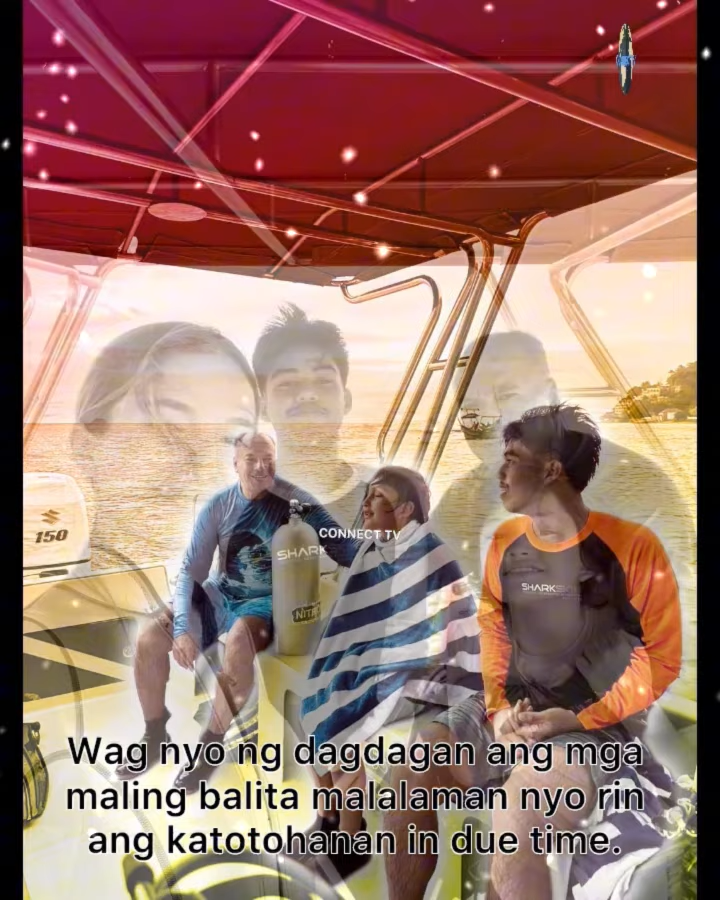 150
CONNECT TV
SHARK
SHARK
Wag nyo ng dagdagan ang mga
maling balita malalaman nyo rin
ang katotohanan in due time.